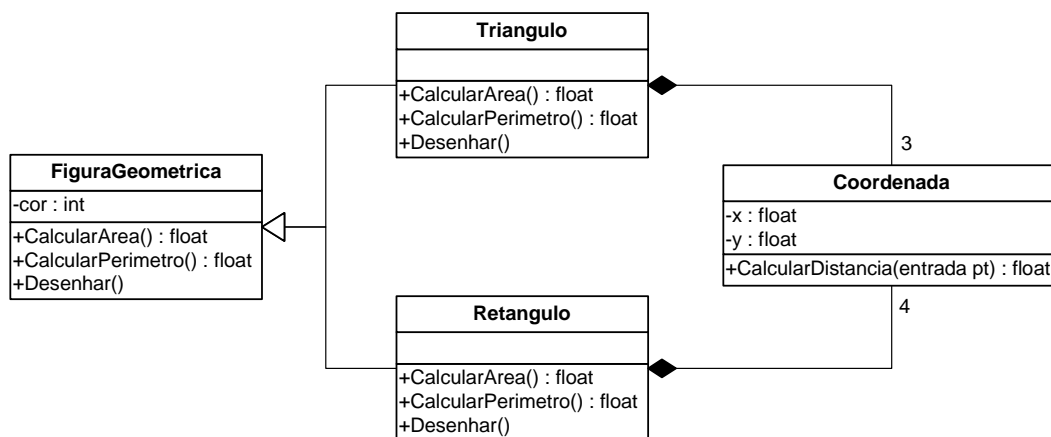 Triangulo
+CalcularArea() : float
+CalcularPerimetro() : float
+Desenhar()
3
FiguraGeometrica
-cor : int
+CalcularArea() : float
+CalcularPerimetro() : float
+Desenhar()
Coordenada
-x : float
-y : float
+CalcularDistancia(entrada pt) : float
4
Retangulo
+CalcularArea() : float
+CalcularPerimetro() : float
+Desenhar()